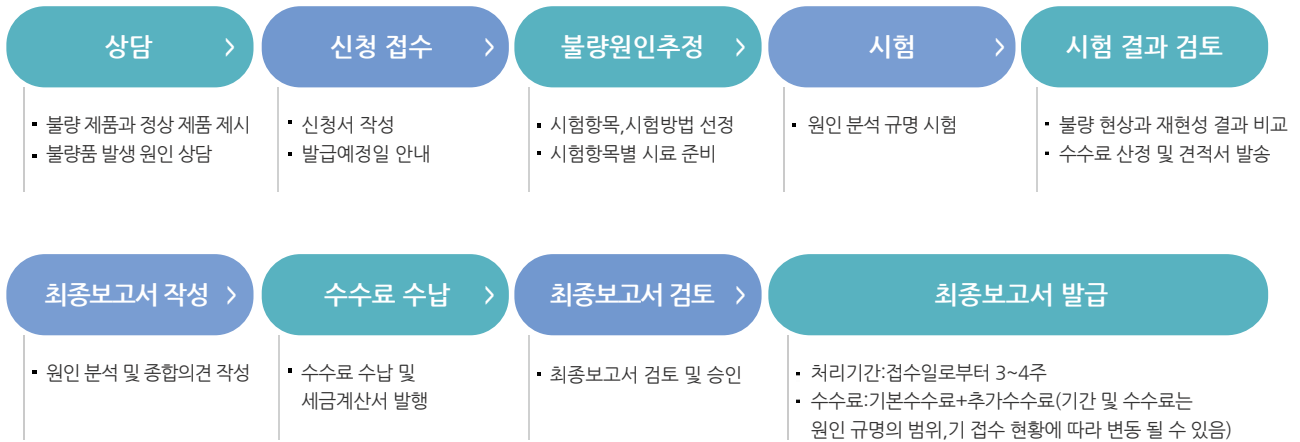 상담 >
신청 접수 >
불량원인추정 >
시험 >
시험 결과 검토
▪ 불량 제품과 정상 제품 제시
▪ 불량품 발생 원인 상담
▪ 신청서 작성
▪ 발급예정일 안내
▪ 시험항목,시험방법 선정
▪ 시험항목별 시료 준비
▪ 원인 분석 규명 시험
▪ 불량 현상과 재현성 결과 비교
▪ 수수료 산정 및 견적서 발송
최종보고서 작성 >
수수료 수납 >
최종보고서 검토 >
최종보고서 발급
▪ 원인 분석 및 종합의견 작성
▪ 수수료 수납 및
세금계산서 발행
▪ 최종보고서 검토 및 승인
▪ 처리기간:접수일로부터 3~4주
▪ 수수료:기본수수료+추가수수료(기간 및 수수료는
원인 규명의 범위,기 접수 현황에 따라 변동 될 수 있음)